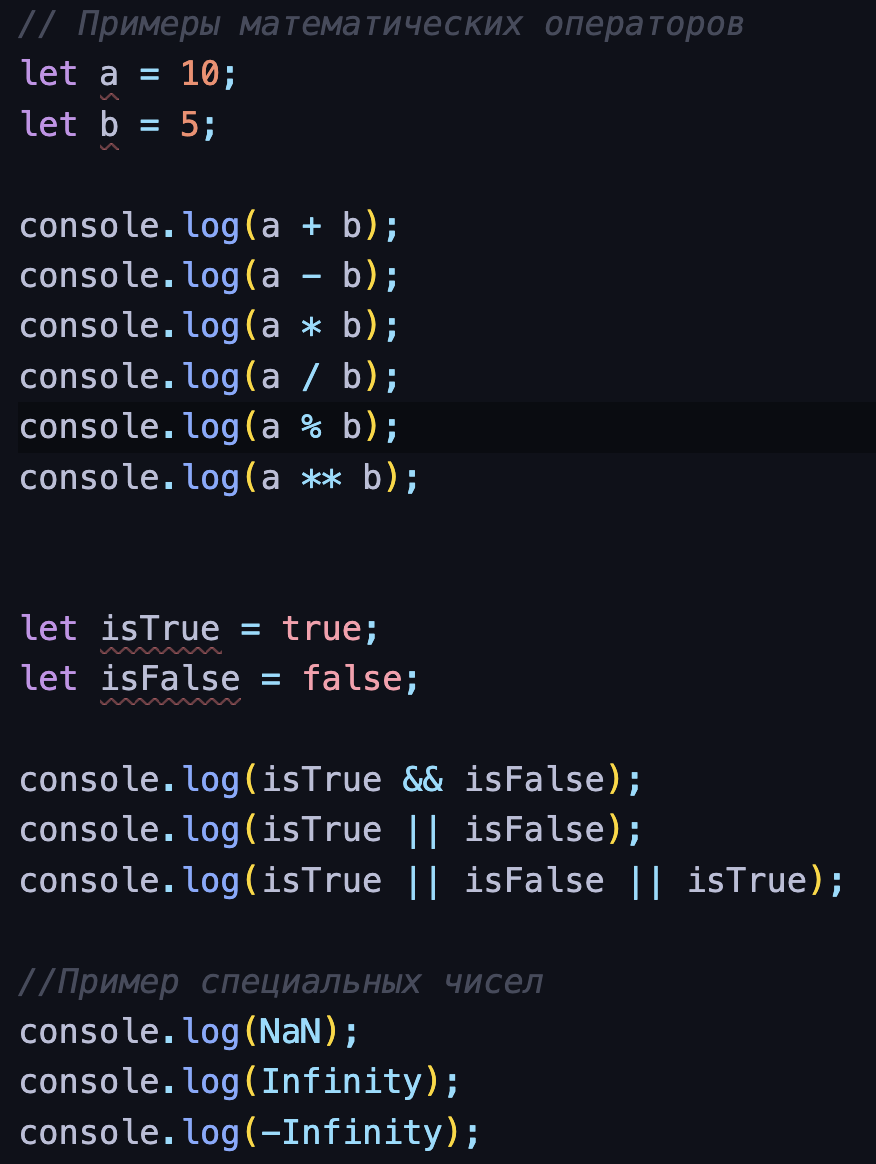 // Примеры математических операторов
let a = 10;
let b = 5;
console.log(a + b);
console.log(a - b);
console.log(a * b);
console.log(a / b);
console.log(a % b);
console.log(a ** b);
let isTrue = true;
let isFalse = false;
console.log(isTrue && isFalse);
console.log(isTrue || isFalse);
console.log(isTrue || isFalse || isTrue);
//Пример специальных чисел
console.log(NaN);
console.log(Infinity);
console.log(-Infinity);